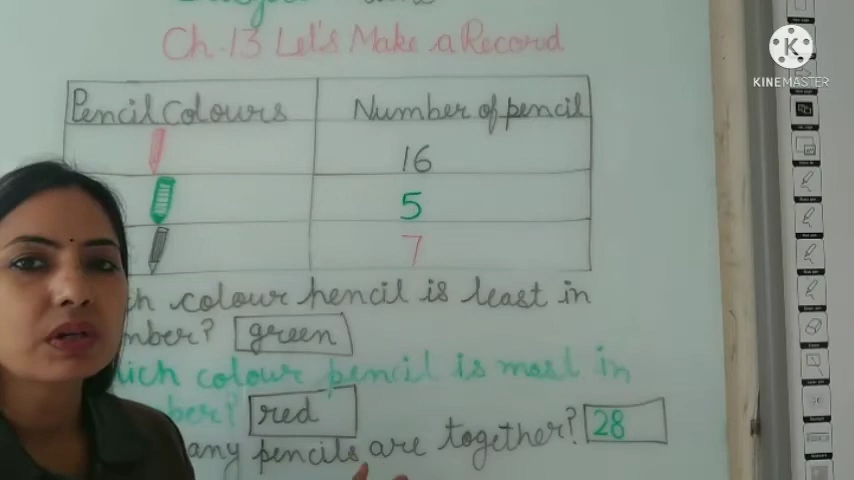 Ch.13 Let's Make a Record
KINEMASTER
Pencil Colours Number of pencil
16
5
7
colour pencil is least in
green
colour pencil is most in
red
pencils are together? 28